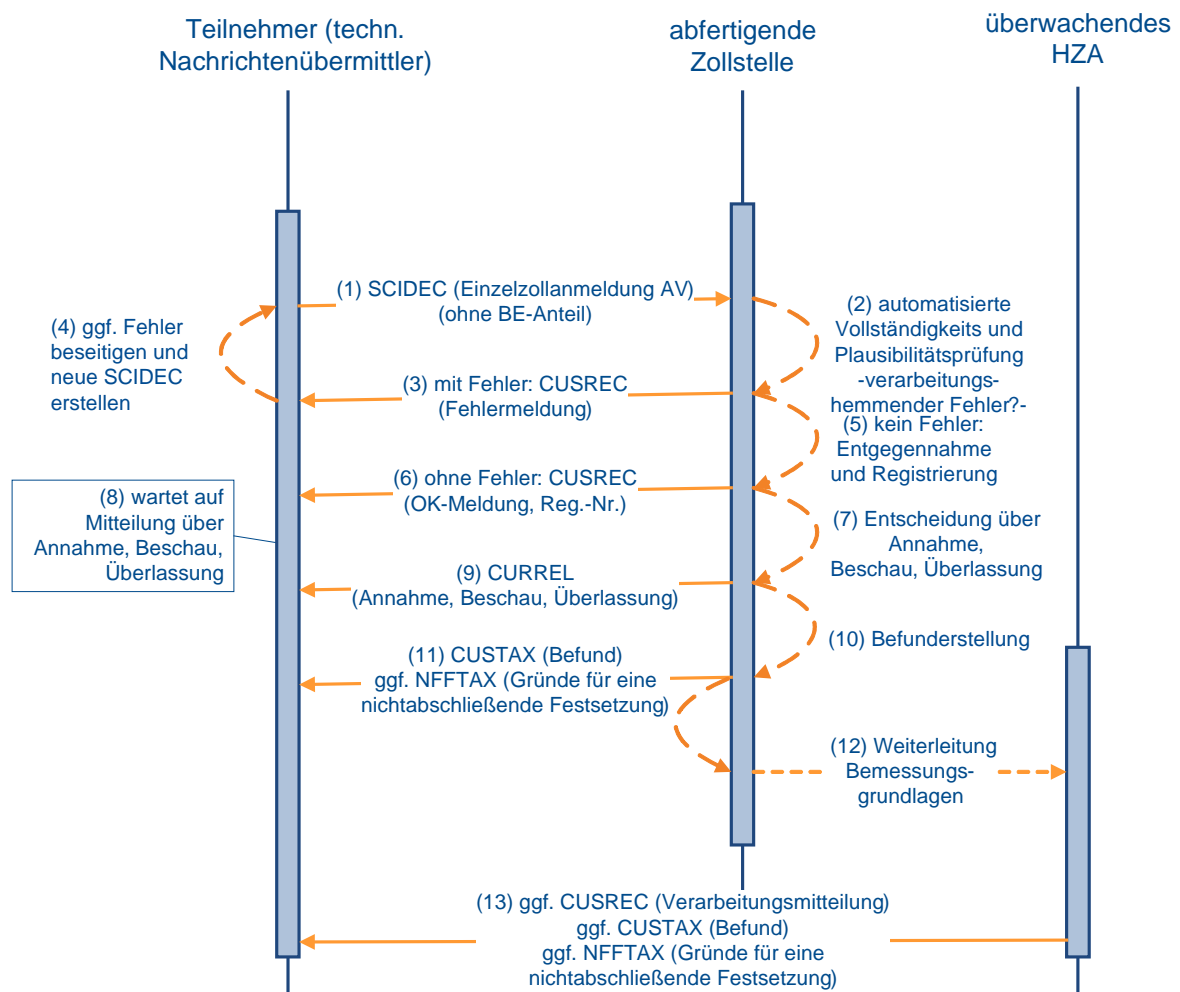 Teilnehmer (techn.
Nachrichtenübermittler)
abfertigende
Zollstelle
überwachendes
HZA
(1) SCIDEC (Einzelzollanmeldung AV)
(ohne BE-Anteil)
(2) automatisierte
Vollständigkeits und
Plausibilitätsprüfung
-verarbeitungs-
hemmender Fehler?-
(4) ggf. Fehler
beseitigen und
neue SCIDEC
erstellen
(3) mit Fehler: CUSREC
(Fehlermeldung)
(5) kein Fehler:
Entgegennahme
und Registrierung
(6) ohne Fehler: CUSREC
(OK-Meldung, Reg.-Nr.)
(8) wartet auf
Mitteilung über
Annahme, Beschau,
Überlassung
(7) Entscheidung über
Annahme,
Beschau, Überlassung
(9) CURREL
(Annahme, Beschau, Überlassung)
(10) Befunderstellung
(11) CUSTAX (Befund)
ggf. NFFTAX (Gründe für eine
nichtabschließende Festsetzung)
(12) Weiterleitung
Bemessungs-
grundlagen
(13) ggf. CUSREC (Verarbeitungsmitteilung)
ggf. CUSTAX (Befund)
ggf. NFFTAX (Gründe für eine
nichtabschließende Festsetzung)